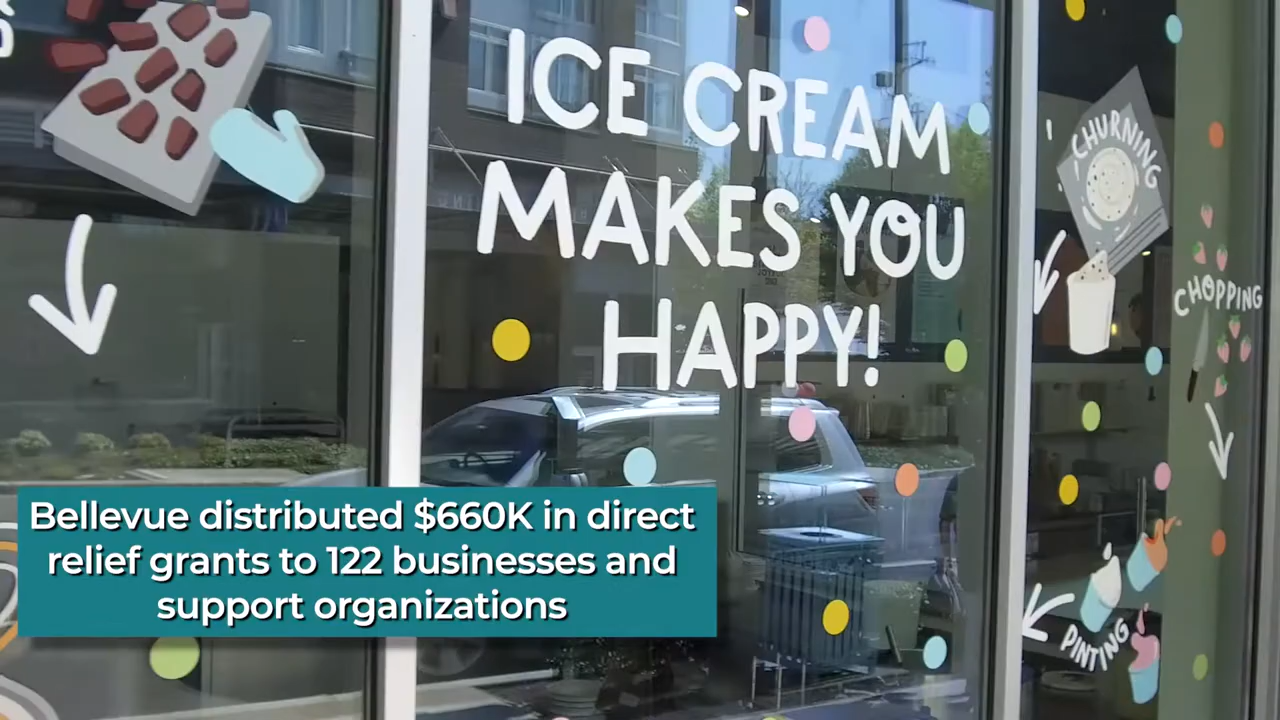 ICE CREAM
MAKES YOU
HAPPY!
CHURNING
CHOPPING
PINTING
Bellevue distributed $660K in direct
relief grants to 122 businesses and
support organizations